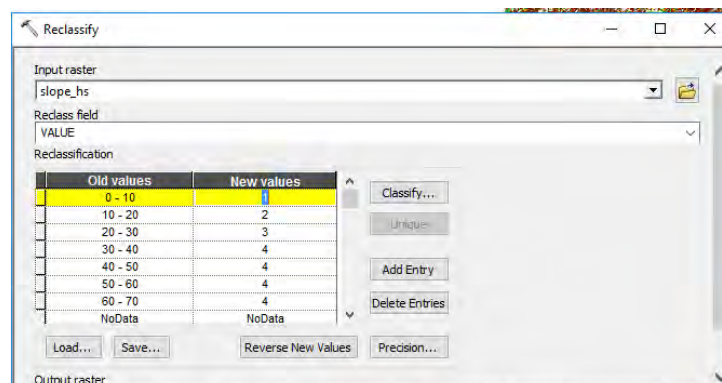 Reclassify
Input raster
slope_hs
Reclass field
VALUE
Reclassification
Old values New values
0 - 10 1
10 - 20 2
20 - 30 3
30 - 40 4
40 - 50 4
50 - 60 4
60 - 70 4
NoData NoData
Classify...
Unique
Add Entry
Delete Entries
Load... Save... Reverse New Values Precision...
Output raster